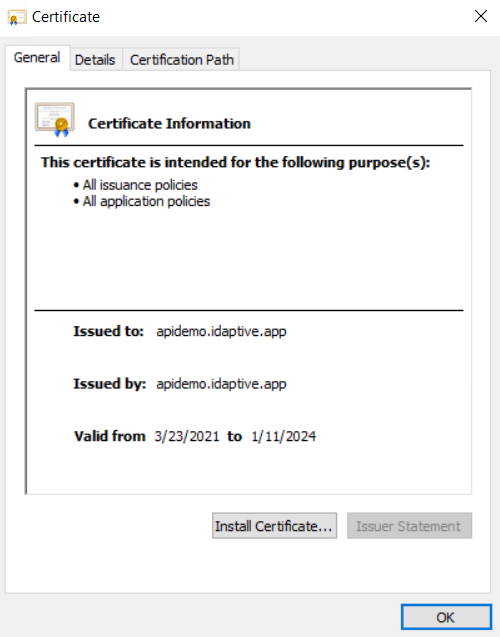 Certificate
General Details Certification Path
Certificate Information
This certificate is intended for the following purpose(s):
• All issuance policies
• All application policies
Issued to: apidemo.idaptive.app
Issued by: apidemo.idaptive.app
Valid from 3/23/2021 to 1/11/2024
Install Certificate... Issuer Statement
OK